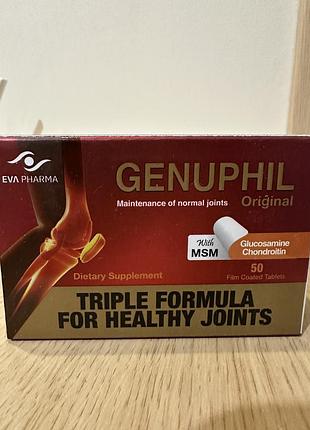 EVA PHARMA
GENUPHIL
Original
Maintenance of normal joints
With
MSM
Glucosamine
Chondroitin
50
Film Coated Tablets
Dietary Supplement
TRIPLE FORMULA
FOR HEALTHY JOINTS